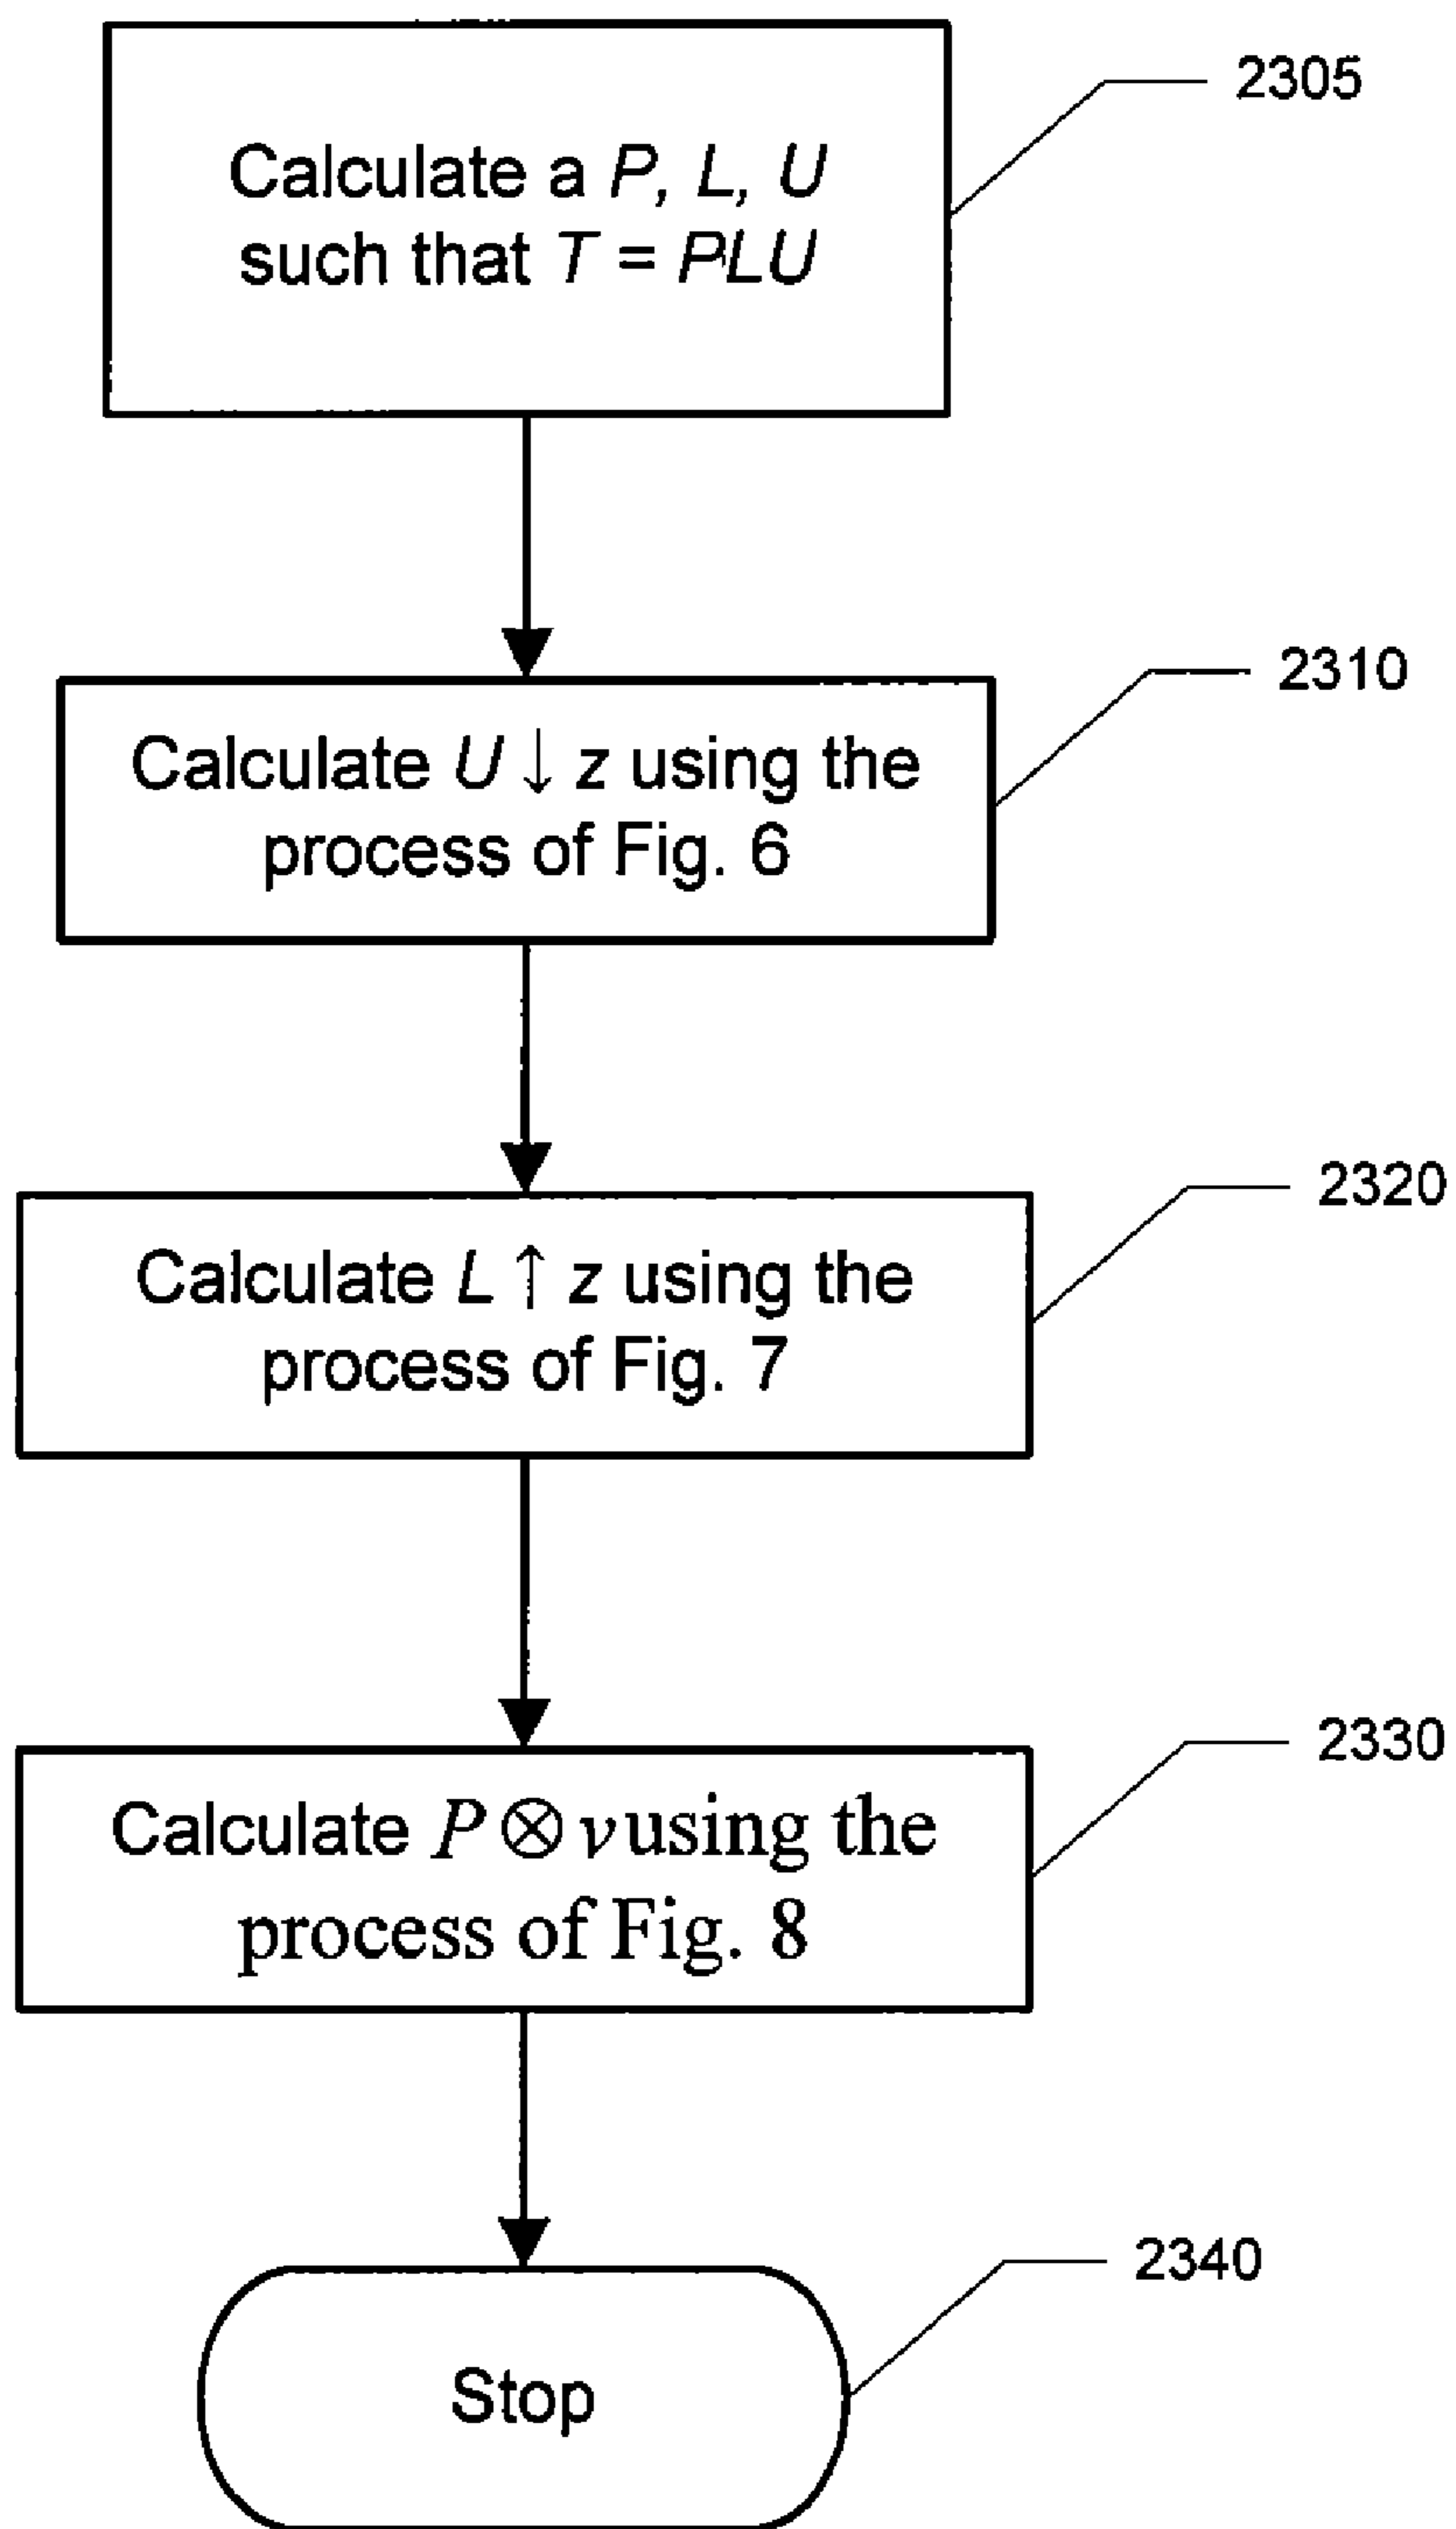 2305
Calculate a P, L, U
such that T = PLU
2310
Calculate U ↓ z using the
process of Fig. 6
2320
Calculate L ↑ z using the
process of Fig. 7
2330
Calculate P ⊗ v using the
process of Fig. 8
2340
Stop